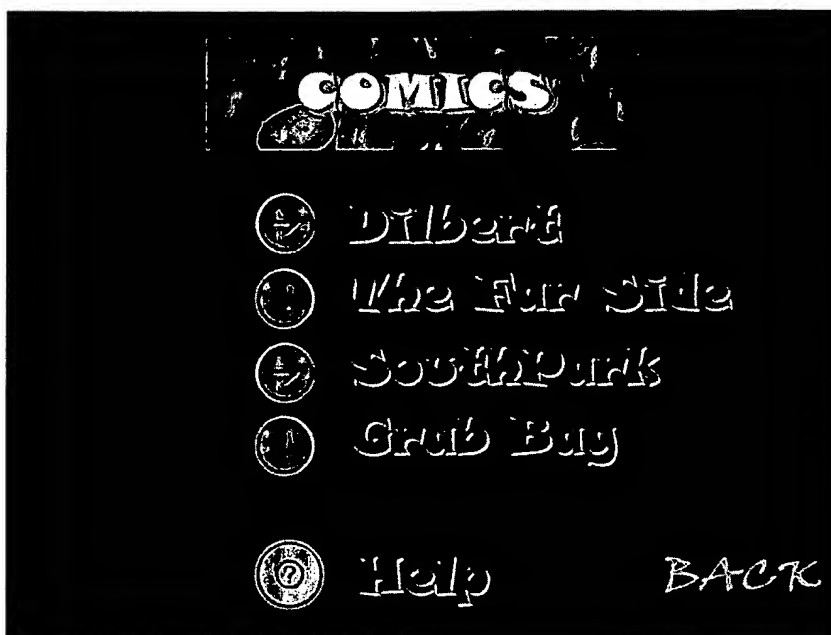 COMICS
Dilbert
The Far Side
SouthPark
Grab Bag
?
Help
BACK